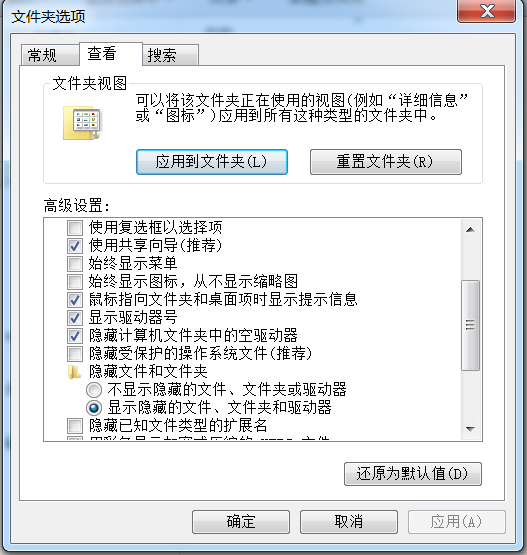 文件夹选项
常规
查看
搜索
文件夹视图
可以将该文件夹正在使用的视图(例如“详细信息”
或“图标”)应用到所有这种类型的文件夹中。
应用到文件夹(L)
重置文件夹(R)
高级设置:
使用复选框以选择项
使用共享向导(推荐)
始终显示菜单
始终显示图标，从不显示缩略图
鼠标指向文件夹和桌面项时显示提示信息
显示驱动器号
隐藏计算机文件夹中的空驱动器
隐藏受保护的操作系统文件(推荐)
隐藏文件和文件夹
不显示隐藏的文件、文件夹或驱动器
显示隐藏的文件、文件夹和驱动器
隐藏已知文件类型的扩展名
还原为默认值(D)
确定
取消
应用(A)